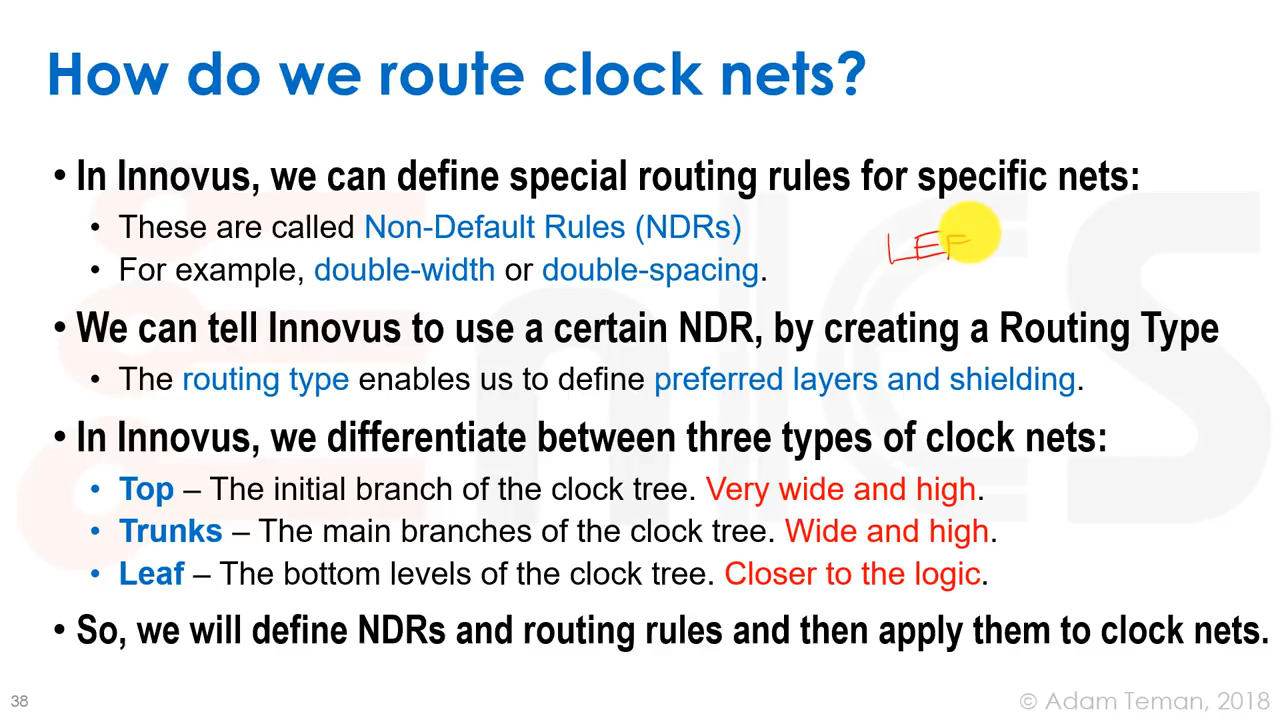 How do we route clock nets?
• In Innovus, we can define special routing rules for specific nets:
• These are called Non-Default Rules (NDRs)
LEF
• For example, double-width or double-spacing.
• We can tell Innovus to use a certain NDR, by creating a Routing Type
• The routing type enables us to define preferred layers and shielding.
• In Innovus, we differentiate between three types of clock nets:
• Top – The initial branch of the clock tree. Very wide and high.
• Trunks – The main branches of the clock tree. Wide and high.
• Leaf – The bottom levels of the clock tree. Closer to the logic.
• So, we will define NDRs and routing rules and then apply them to clock nets.
38
© Adam Teman, 2018